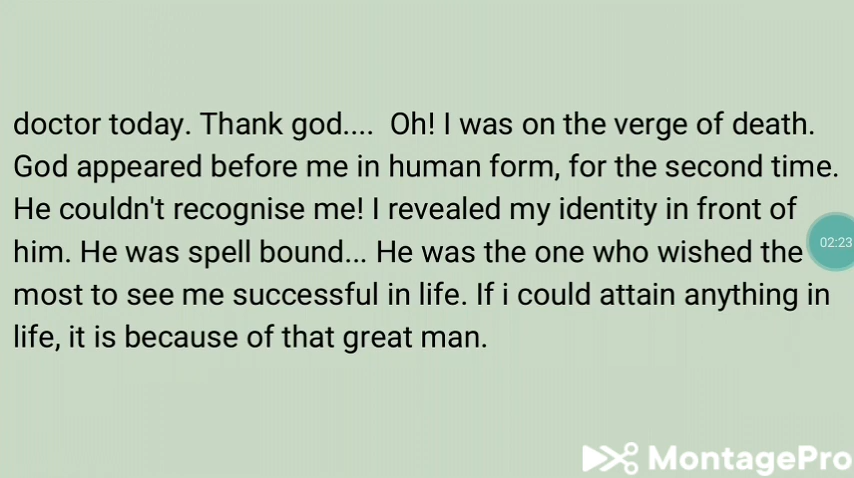 doctor today. Thank god....  Oh! I was on the verge of death.
God appeared before me in human form, for the second time.
He couldn't recognise me! I revealed my identity in front of
him. He was spell bound... He was the one who wished the
02:23
most to see me successful in life. If i could attain anything in
life, it is because of that great man.
MontagePro